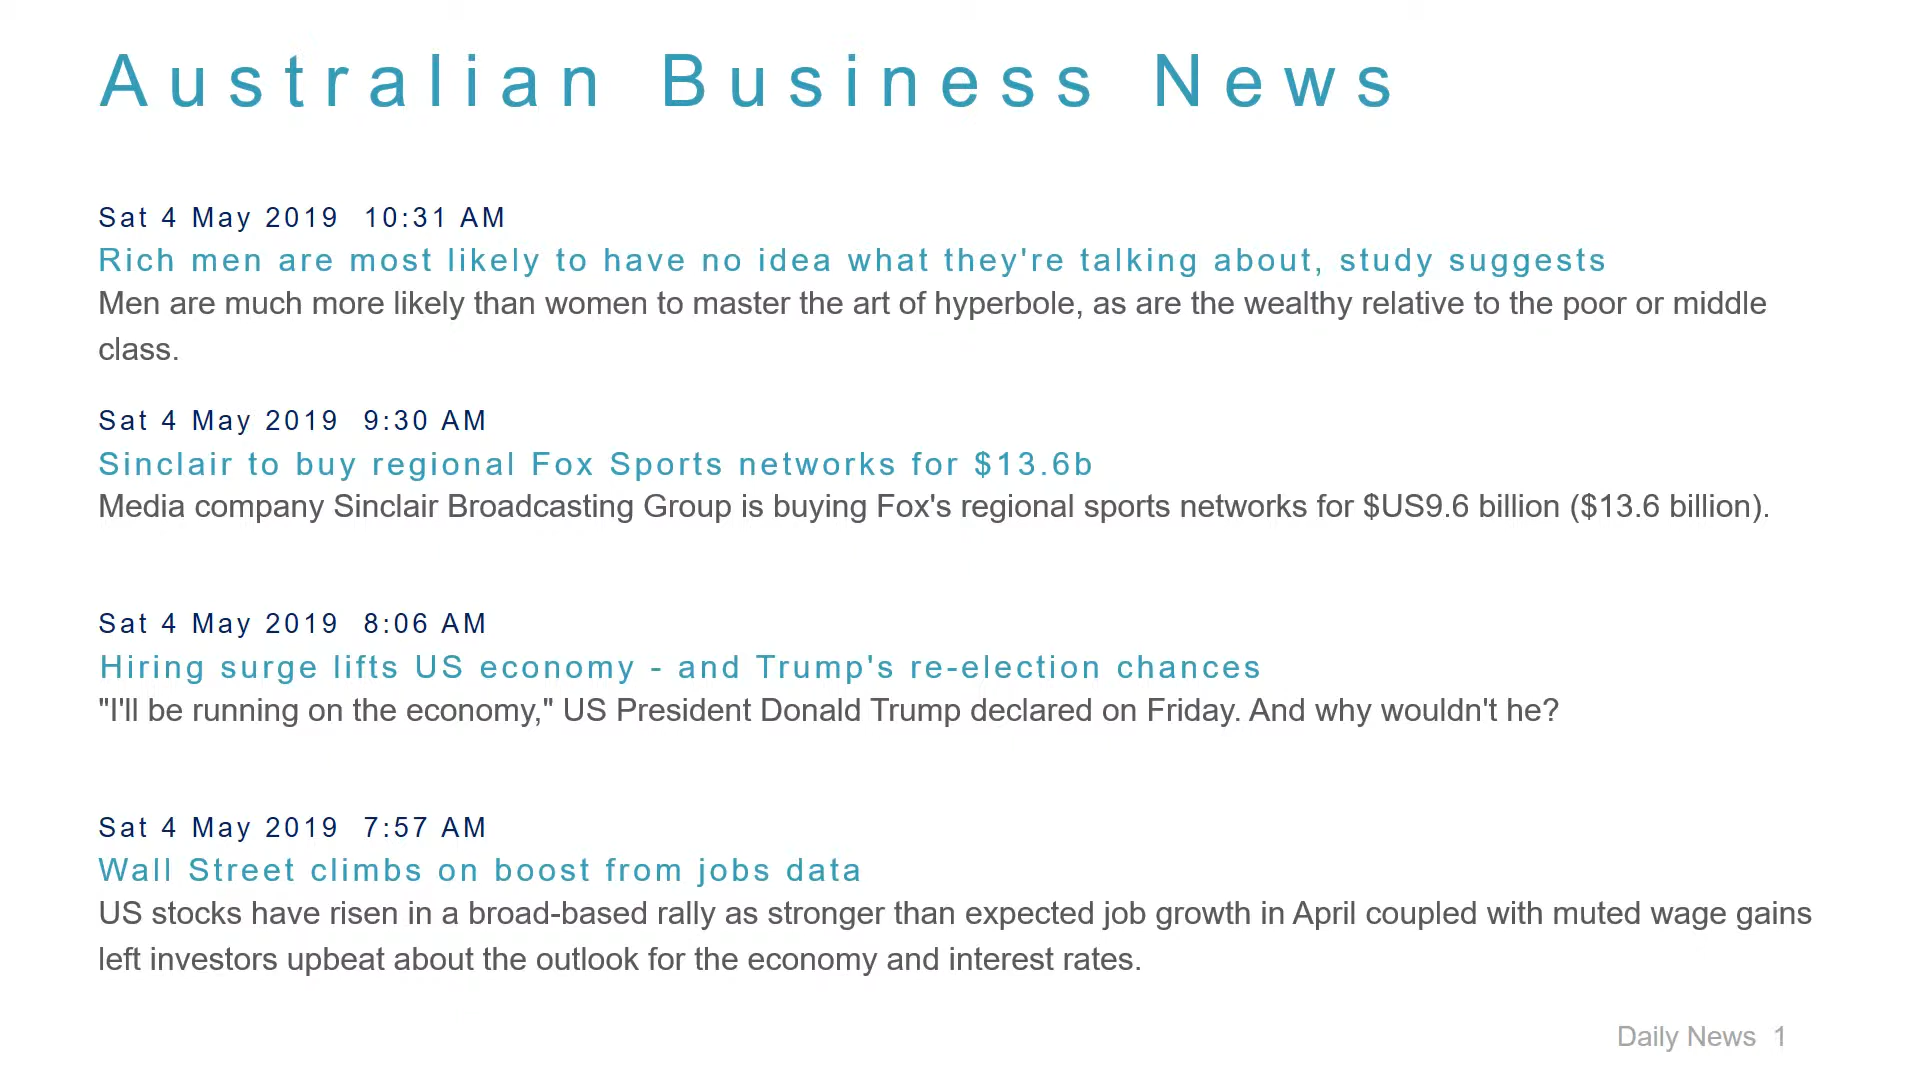 Australian Business News
Sat 4 May 2019 10:31 AM
Rich men are most likely to have no idea what they're talking about, study suggests
Men are much more likely than women to master the art of hyperbole, as are the wealthy relative to the poor or middle
class.
Sat 4 May 2019 9:30 AM
Sinclair to buy regional Fox Sports networks for $13.6b
Media company Sinclair Broadcasting Group is buying Fox's regional sports networks for $US9.6 billion ($13.6 billion).
Sat 4 May 2019 8:06 AM
Hiring surge lifts US economy - and Trump's re-election chances
"I'll be running on the economy," US President Donald Trump declared on Friday. And why wouldn't he?
Sat 4 May 2019 7:57 AM
Wall Street climbs on boost from jobs data
US stocks have risen in a broad-based rally as stronger than expected job growth in April coupled with muted wage gains
left investors upbeat about the outlook for the economy and interest rates.
Daily News 1